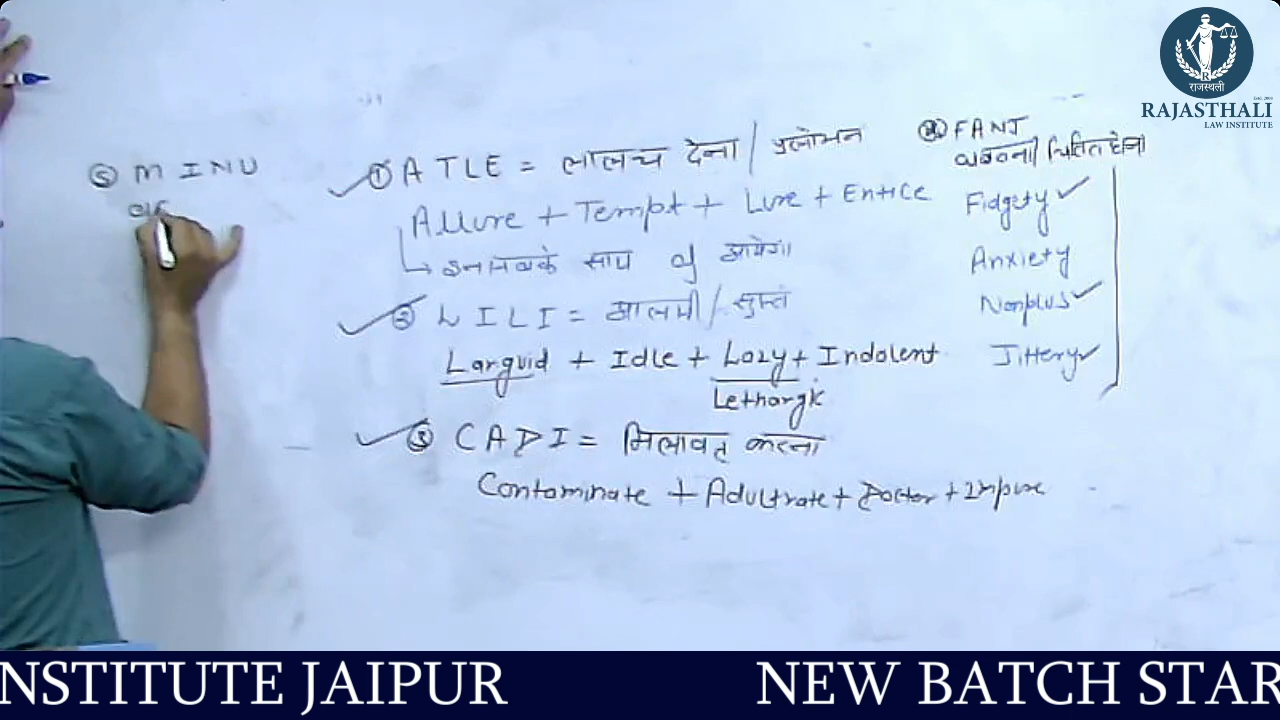 ⑤ MINU
① ATLE = लालच देना / प्रलोभन
Allure + Tempt + Lure + Entice
↳ इन सबके साथ of आयेगा
② LILI = आलसी / सुस्त
Languid + Idle + Lazy + Indolent
Lethargic
③ CADI = मिलावट करना
Contaminate + Adultrate + Doctor + Impure
④ FANJ
घबराना / चिंतित होना
Fidgety ✓
Anxiety
Nonplus ✓
Jittery ✓
राजस्थली
RAJASTHALI
LAW INSTITUTE
NSTITUTE JAIPUR NEW BATCH STAR